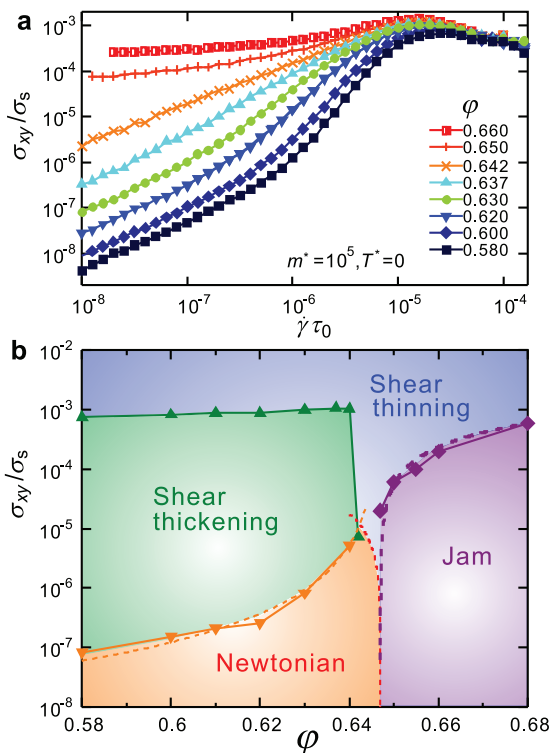 a
σxy/σs
10⁻³
10⁻⁴
10⁻⁵
10⁻⁶
10⁻⁷
10⁻⁸
φ
0.660
0.650
0.642
0.637
0.630
0.620
0.600
0.580
m*=10⁵,T*=0
10⁻⁸ 10⁻⁷ 10⁻⁶ 10⁻⁵ 10⁻⁴
γ̇ τ₀
b
σxy/σs
10⁻²
10⁻³
10⁻⁴
10⁻⁵
10⁻⁶
10⁻⁷
10⁻⁸
Shear
thinning
Shear
thickening
Jam
Newtonian
0.58 0.6 0.62 0.64 0.66 0.68
φ